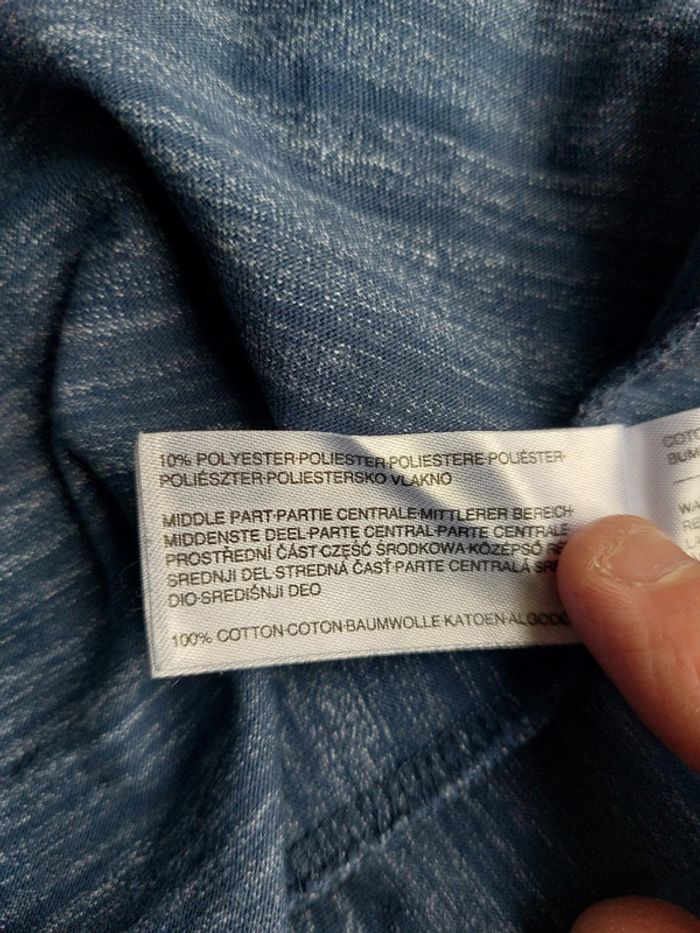 10% POLYESTER·POLIESTER·POLIESTERE·POLIÉSTER·
POLIÉSZTER·POLIESTERSKO VLAKNO
MIDDLE PART·PARTIE CENTRALE·MITTLERER BEREICH·
MIDDENSTE DEEL·PARTE CENTRAL·PARTE CENTRALE·
PROSTŘEDNÍ ČÁST·CZĘŚĆ ŚRODKOWA·KÖZÉPSŐ
SREDNJI DEL·STREDNÁ ČASŤ·PARTE CENTRALĂ
DIO·SREDIŠNJI DEO
100% COTTON·COTON·BAUMWOLLE·KATOEN·